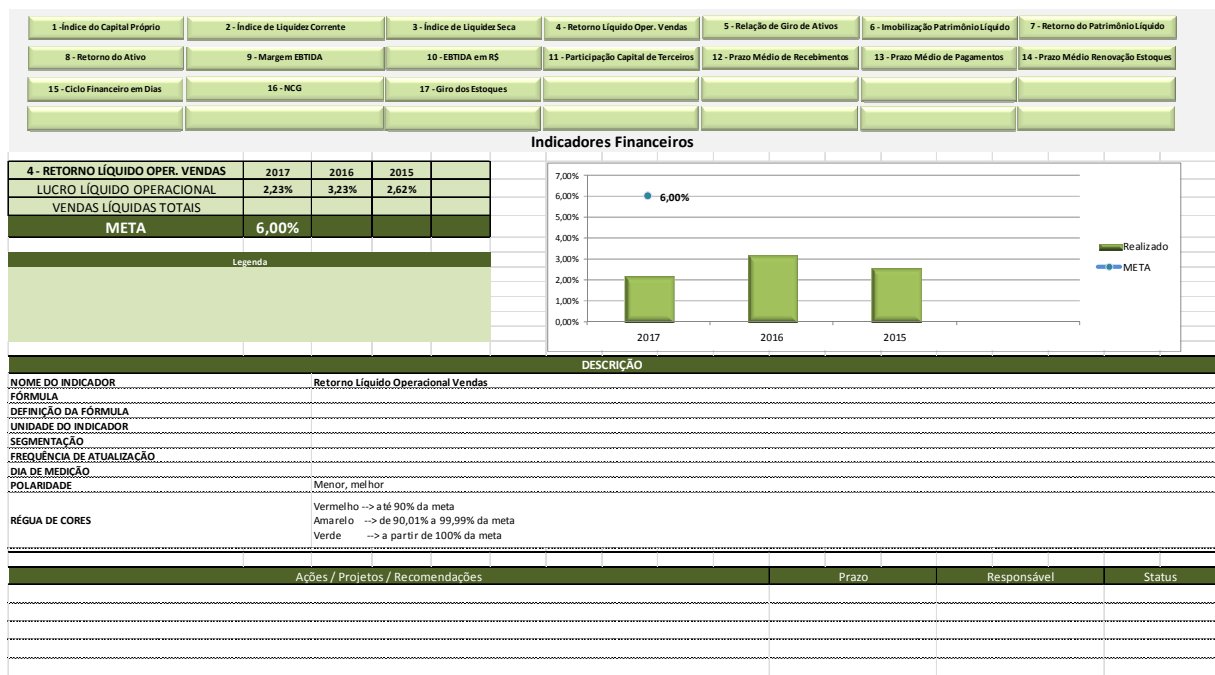 1 -Índice do Capital Próprio
2 - Índice de Liquidez Corrente
3 - Índice de Liquidez Seca
4 - Retorno Líquido Oper. Vendas
5 - Relação de Giro de Ativos
6 - Imobilização Patrimônio Líquido
7 - Retorno do Patrimônio Líquido
8 - Retorno do Ativo
9 - Margem EBTIDA
10 - EBTIDA em R$
11 - Participação Capital de Terceiros
12 - Prazo Médio de Recebimentos
13 - Prazo Médio de Pagamentos
14 - Prazo Médio Renovação Estoques
15 - Ciclo Financeiro em Dias
16 - NCG
17 - Giro dos Estoques
Indicadores Financeiros
4 - RETORNO LÍQUIDO OPER. VENDAS 2017 2016 2015
LUCRO LÍQUIDO OPERACIONAL 2,23% 3,23% 2,62%
VENDAS LÍQUIDAS TOTAIS
META 6,00%
Legenda
7,00%
6,00%
5,00%
4,00%
3,00%
2,00%
1,00%
0,00%
6,00%
2017 2016 2015
Realizado
META
DESCRIÇÃO
NOME DO INDICADOR Retorno Líquido Operacional Vendas
FÓRMULA
DEFINIÇÃO DA FÓRMULA
UNIDADE DO INDICADOR
SEGMENTAÇÃO
FREQUÊNCIA DE ATUALIZAÇÃO
DIA DE MEDIÇÃO
POLARIDADE Menor, melhor
RÉGUA DE CORES
Vermelho --> até 90% da meta
Amarelo --> de 90,01% a 99,99% da meta
Verde --> a partir de 100% da meta
Ações / Projetos / Recomendações Prazo Responsável Status